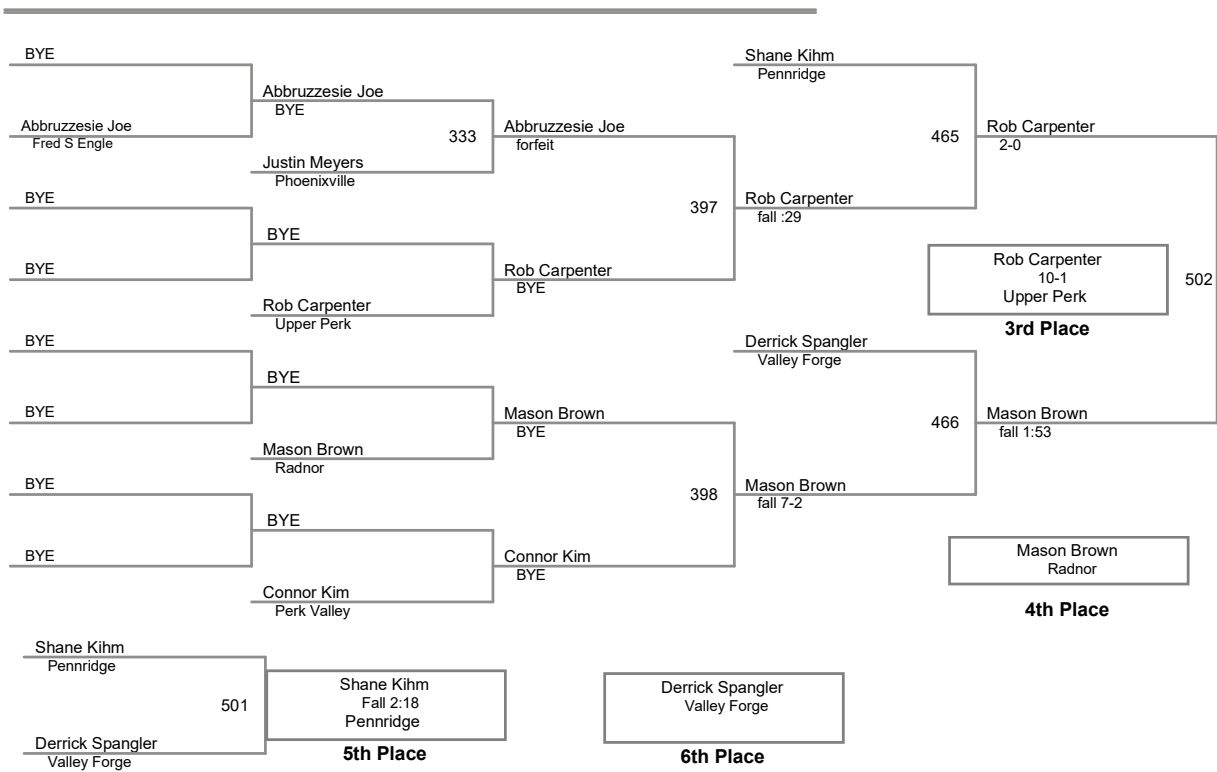 BYE
Abbruzzesie Joe
Fred S Engle
BYE
BYE
BYE
BYE
BYE
BYE
Abbruzzesie Joe
BYE
333
Justin Meyers
Phoenixville
BYE
Rob Carpenter
Upper Perk
BYE
Mason Brown
Radnor
BYE
Connor Kim
Perk Valley
Abbruzzesie Joe
forfeit
397
Rob Carpenter
BYE
Mason Brown
BYE
398
Connor Kim
BYE
Shane Kihm
Pennridge
465
Rob Carpenter
fall :29
Derrick Spangler
Valley Forge
466
Mason Brown
fall 7-2
Rob Carpenter
2-0
502
Mason Brown
fall 1:53
Rob Carpenter
10-1
Upper Perk
3rd Place
Mason Brown
Radnor
4th Place
Shane Kihm
Pennridge
501
Derrick Spangler
Valley Forge
Shane Kihm
Fall 2:18
Pennridge
5th Place
Derrick Spangler
Valley Forge
6th Place